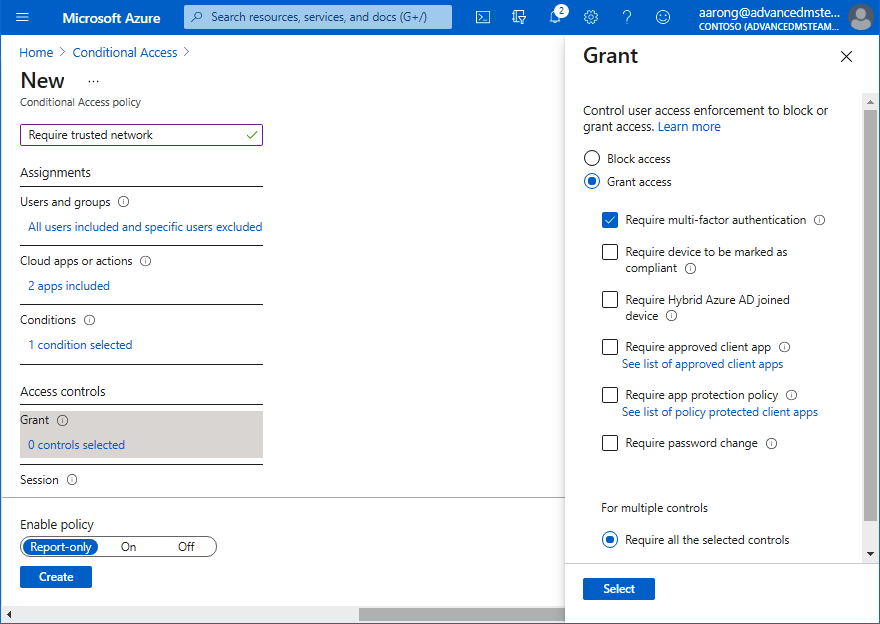 Microsoft Azure
Search resources, services, and docs (G+/)
2
aarong@advancedmste...
CONTOSO (ADVANCEDMSTEAM...
Home > Conditional Access >
New ...
Conditional Access policy
Require trusted network
Assignments
Users and groups
All users included and specific users excluded
Cloud apps or actions
2 apps included
Conditions
1 condition selected
Access controls
Grant
0 controls selected
Session
Enable policy
Report-only On Off
Create
Grant
Control user access enforcement to block or
grant access. Learn more
Block access
Grant access
Require multi-factor authentication
Require device to be marked as
compliant
Require Hybrid Azure AD joined
device
Require approved client app
See list of approved client apps
Require app protection policy
See list of policy protected client apps
Require password change
For multiple controls
Require all the selected controls
Select